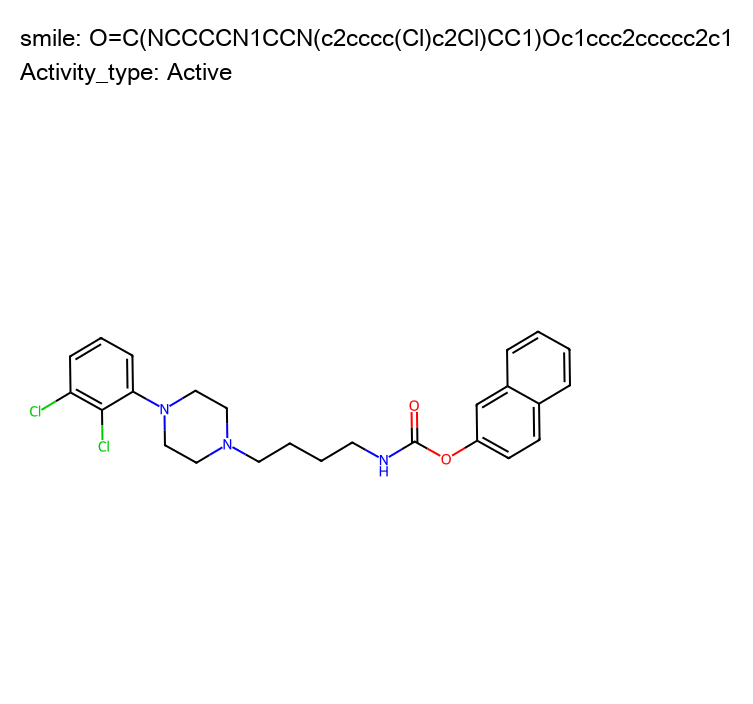 smile: O=C(NCCCCN1CCN(c2cccc(Cl)c2Cl)CC1)Oc1ccc2ccccc2c1
Activity_type: Active
O
N
Cl
N
O
Cl
N
H